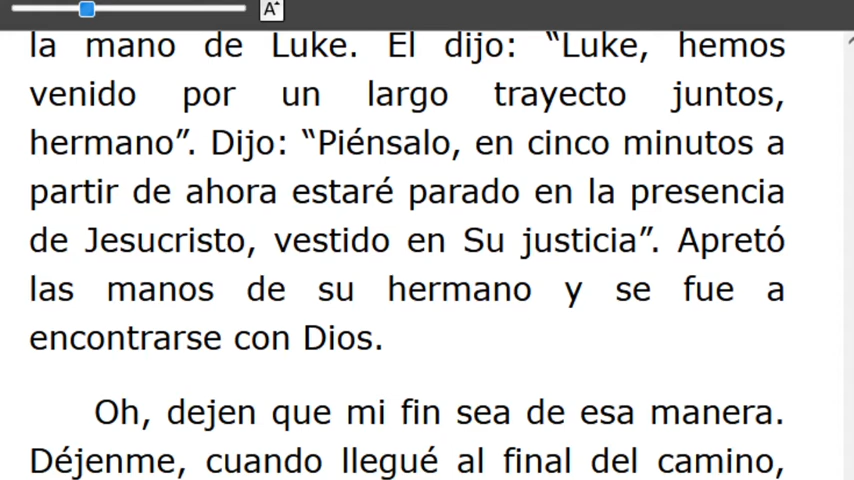 A
la mano de Luke. El dijo: “Luke, hemos
venido por un largo trayecto juntos,
hermano”. Dijo: “Piénsalo, en cinco minutos a
partir de ahora estaré parado en la presencia
de Jesucristo, vestido en Su justicia”. Apretó
las manos de su hermano y se fue a
encontrarse con Dios.
Oh, dejen que mi fin sea de esa manera.
Déjenme, cuando llegué al final del camino,